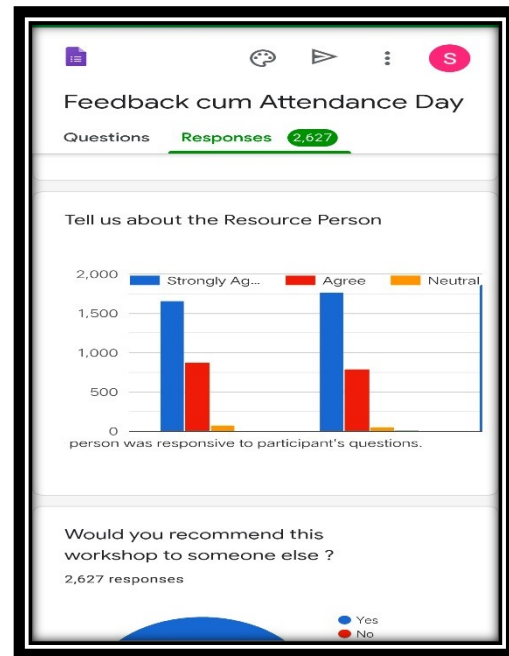 S
Feedback cum Attendance Day
Questions Responses 2,627
Tell us about the Resource Person
2,000
Strongly Ag... Agree Neutral
1,500
1,000
500
0
person was responsive to participant's questions.
Would you recommend this
workshop to someone else ?
2,627 responses
Yes
No